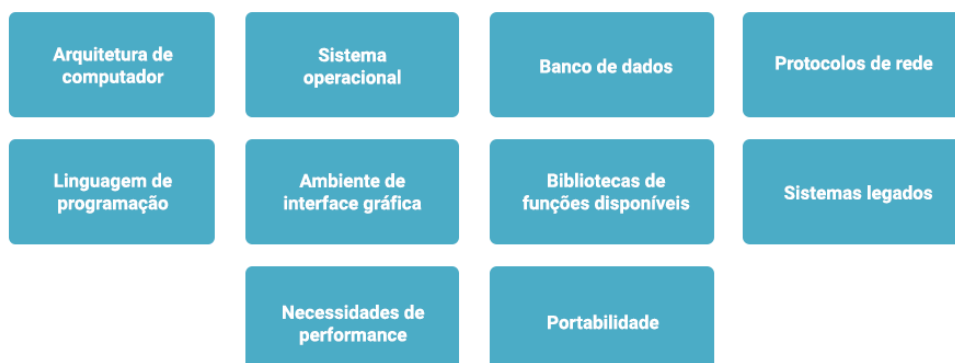 Arquitetura de
computador
Sistema
operacional
Banco de dados
Protocolos de rede
Linguagem de
programação
Ambiente de
interface gráfica
Bibliotecas de
funções disponíveis
Sistemas legados
Necessidades de
performance
Portabilidade